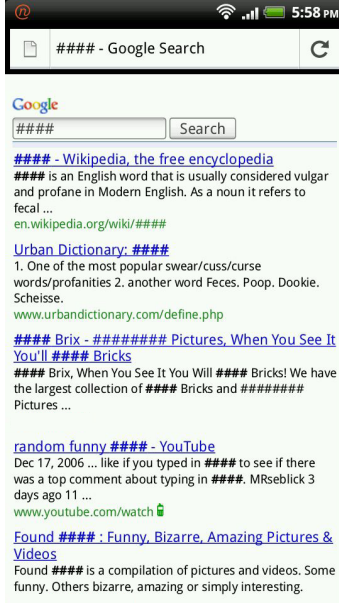 5:58 PM
#### - Google Search
Google
####
Search
#### - Wikipedia, the free encyclopedia
#### is an English word that is usually considered vulgar
and profane in Modern English. As a noun it refers to
fecal ...
en.wikipedia.org/wiki/####
Urban Dictionary: ####
1. One of the most popular swear/cuss/curse
words/profanities 2. another word Feces. Poop. Dookie.
Scheisse.
www.urbandictionary.com/define.php
#### Brix - ######## Pictures, When You See It
You'll #### Bricks
#### Brix, When You See It You Will #### Bricks! We have
the largest collection of #### Bricks and ########
Pictures ...
random funny #### - YouTube
Dec 17, 2006 ... like if you typed in #### to see if there
was a top comment about typing in ####. MRseblick 3
days ago 11 ...
www.youtube.com/watch
Found #### : Funny, Bizarre, Amazing Pictures &
Videos
Found #### is a compilation of pictures and videos. Some
funny. Others bizarre, amazing or simply interesting.